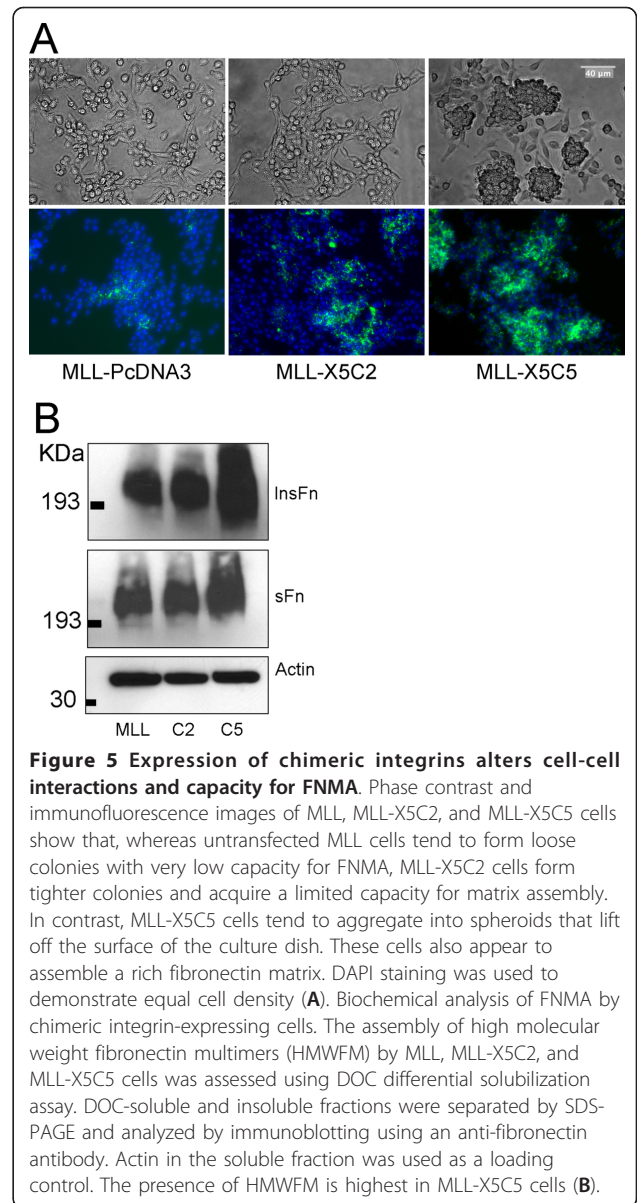 A
40 µm
MLL-PcDNA3 MLL-X5C2 MLL-X5C5
B
KDa
193
InsFn
193
sFn
30
Actin
MLL C2 C5
Figure 5 Expression of chimeric integrins alters cell-cell
interactions and capacity for FNMA. Phase contrast and
immunofluorescence images of MLL, MLL-X5C2, and MLL-X5C5 cells
show that, whereas untransfected MLL cells tend to form loose
colonies with very low capacity for FNMA, MLL-X5C2 cells form
tighter colonies and acquire a limited capacity for matrix assembly.
In contrast, MLL-X5C5 cells tend to aggregate into spheroids that lift
off the surface of the culture dish. These cells also appear to
assemble a rich fibronectin matrix. DAPI staining was used to
demonstrate equal cell density (A). Biochemical analysis of FNMA by
chimeric integrin-expressing cells. The assembly of high molecular
weight fibronectin multimers (HMWFM) by MLL, MLL-X5C2, and
MLL-X5C5 cells was assessed using DOC differential solubilization
assay. DOC-soluble and insoluble fractions were separated by SDS-
PAGE and analyzed by immunoblotting using an anti-fibronectin
antibody. Actin in the soluble fraction was used as a loading
control. The presence of HMWFM is highest in MLL-X5C5 cells (B).